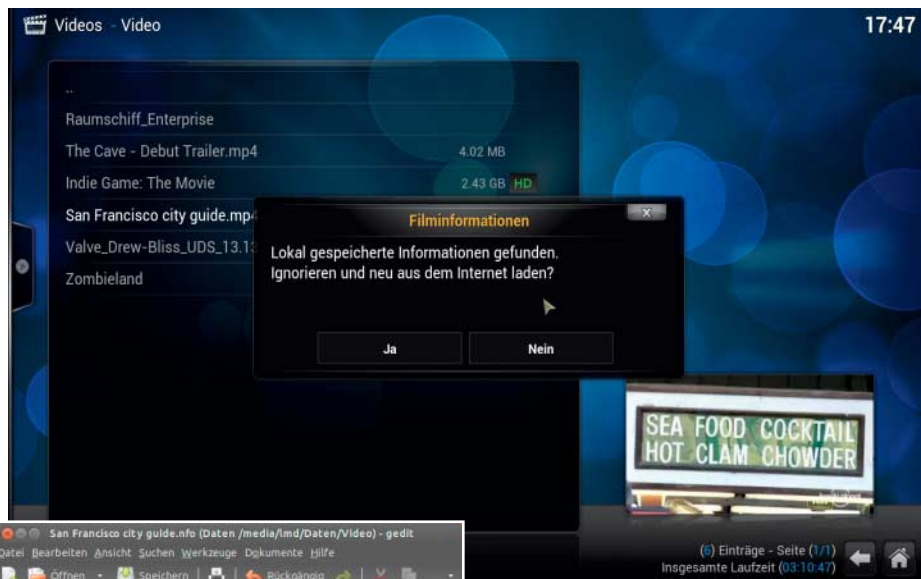 Videos - Video
17:47
..
Raumschiff_Enterprise
The Cave - Debut Trailer.mp4 4.02 MB
Indie Game: The Movie 2.43 GB HD
San Francisco city guide.mp4
Valve_Drew-Bliss_UDS_13.13
Zombieland
Filminformationen
X
Lokal gespeicherte Informationen gefunden.
Ignorieren und neu aus dem Internet laden?
Ja Nein
SEA FOOD COCKTAIL
HOT CLAM CHOWDER
(6) Einträge - Seite (1/1)
Insgesamte Laufzeit (03:10:47)
San Francisco city guide.nfo (Daten /media/lmd/Daten/Video) - gedit
Datei Bearbeiten Ansicht Suchen Werkzeuge Dokumente Hilfe
Öffnen Speichern Rückgängig